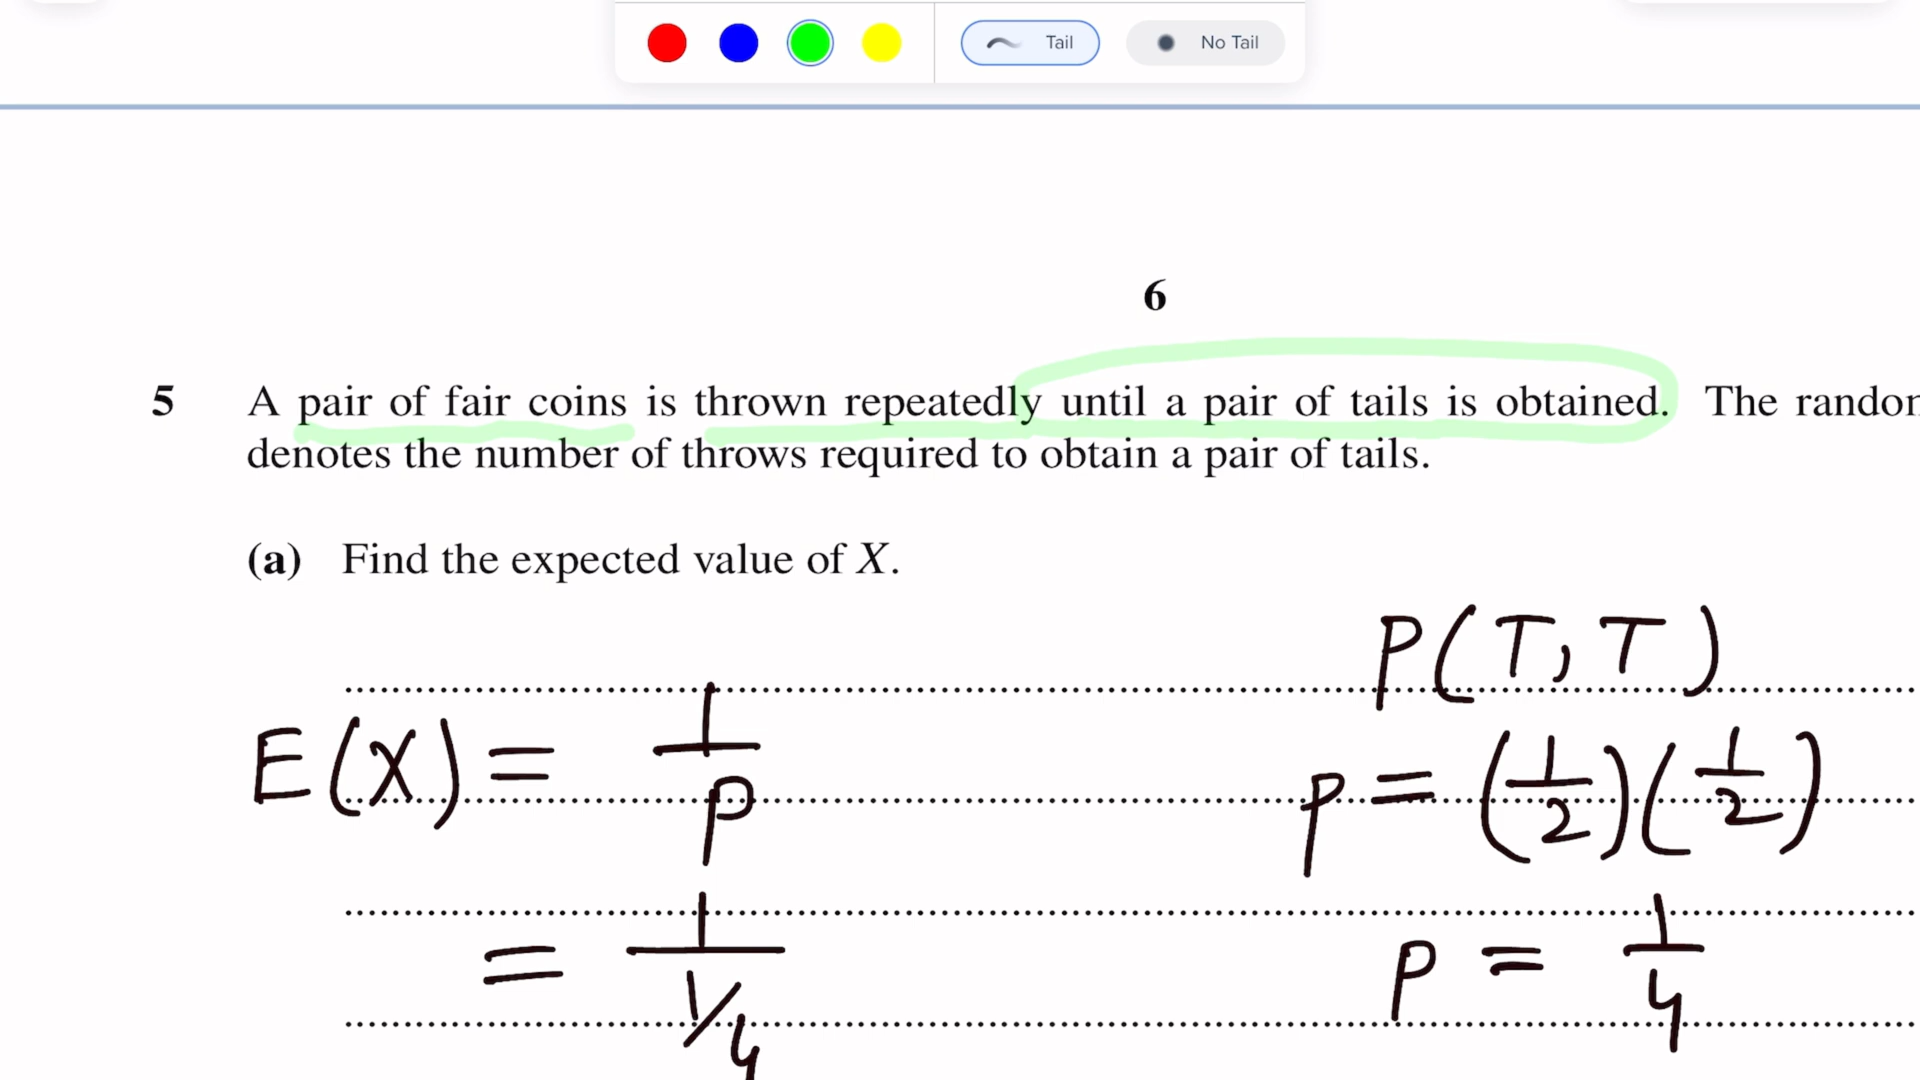 Tail No Tail
6
5 A pair of fair coins is thrown repeatedly until a pair of tails is obtained. The
denotes the number of throws required to obtain a pair of tails.
(a) Find the expected value of X.
P(T, T)
E(X) = 1/p
p = (1/2)(1/2)
= 1/(1/4)
p = 1/4